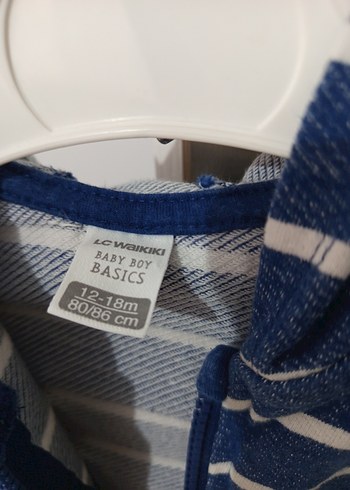 LC WAIKIKI
BABY BOY
BASICS
12-18m
80/86 cm